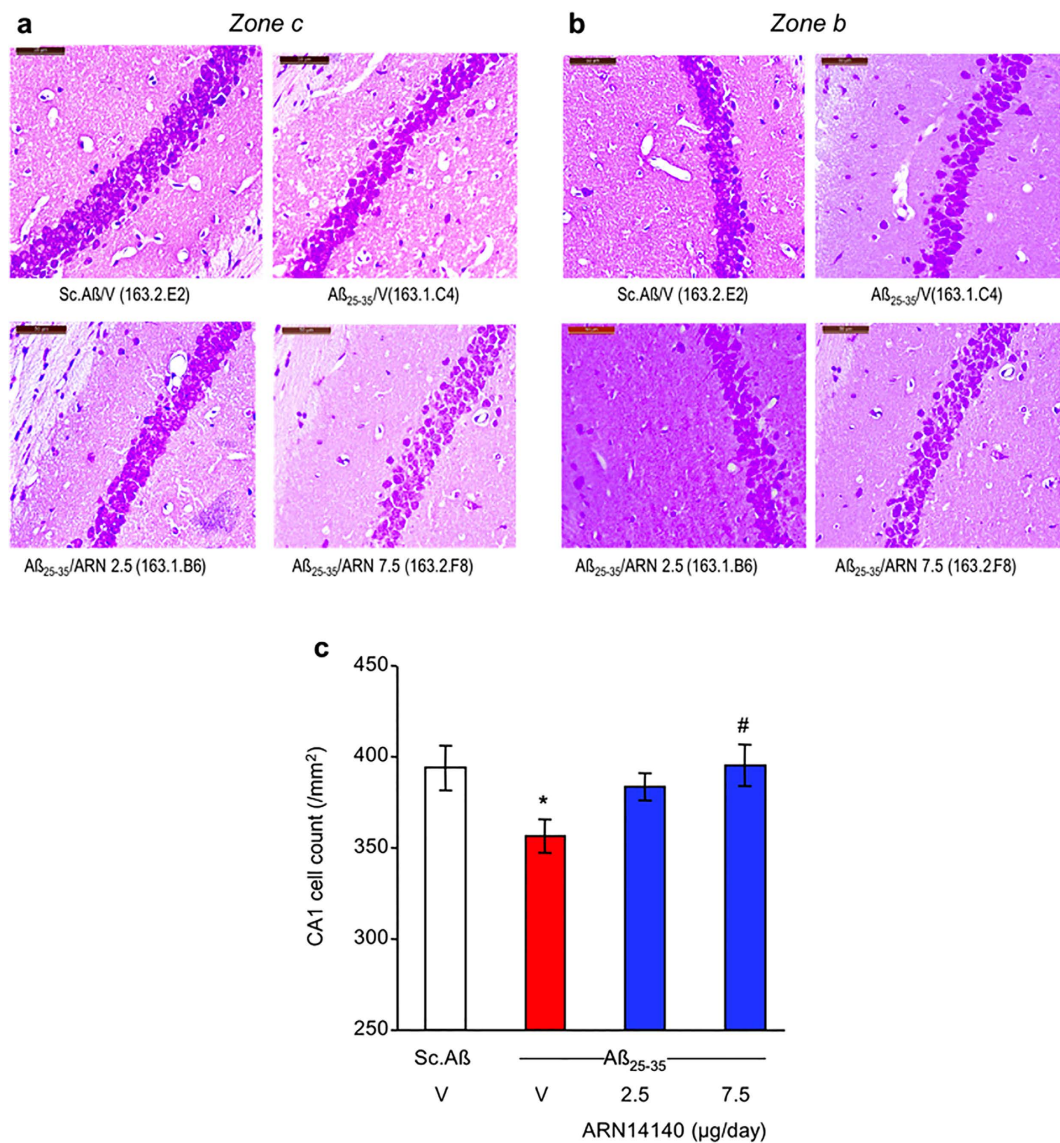 a Zone c
b Zone b
Sc.Aß/V (163.2.E2)
Aß25-35/V(163.1.C4)
Sc.Aß/V (163.2.E2)
Aß25-35/V(163.1.C4)
Aß25-35/ARN 2.5 (163.1.B6)
Aß25-35/ARN 7.5 (163.2.F8)
Aß25-35/ARN 2.5 (163.1.B6)
Aß25-35/ARN 7.5 (163.2.F8)
c
CA1 cell count (/mm²)
450
400
350
300
250
*
#
Sc.Aß Aß25-35
V V 2.5 7.5
ARN14140 (µg/day)